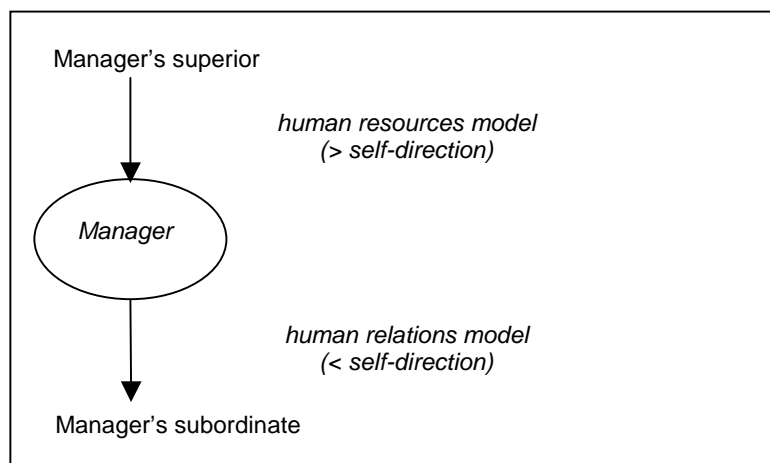 Manager’s superior
human resources model
(> self-direction)
Manager
human relations model
(< self-direction)
Manager’s subordinate